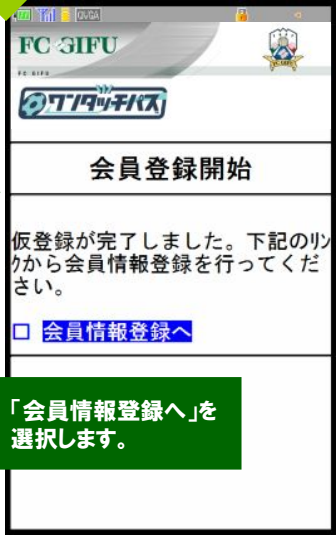 QVGA
FC GIFU
FC GIFU
FC GIFU
ワンタッチパス
会員登録開始
仮登録が完了しました。下記のﾘﾝ
ｸから会員情報登録を行ってくだ
さい。
□ 会員情報登録へ
「会員情報登録へ」を
選択します。